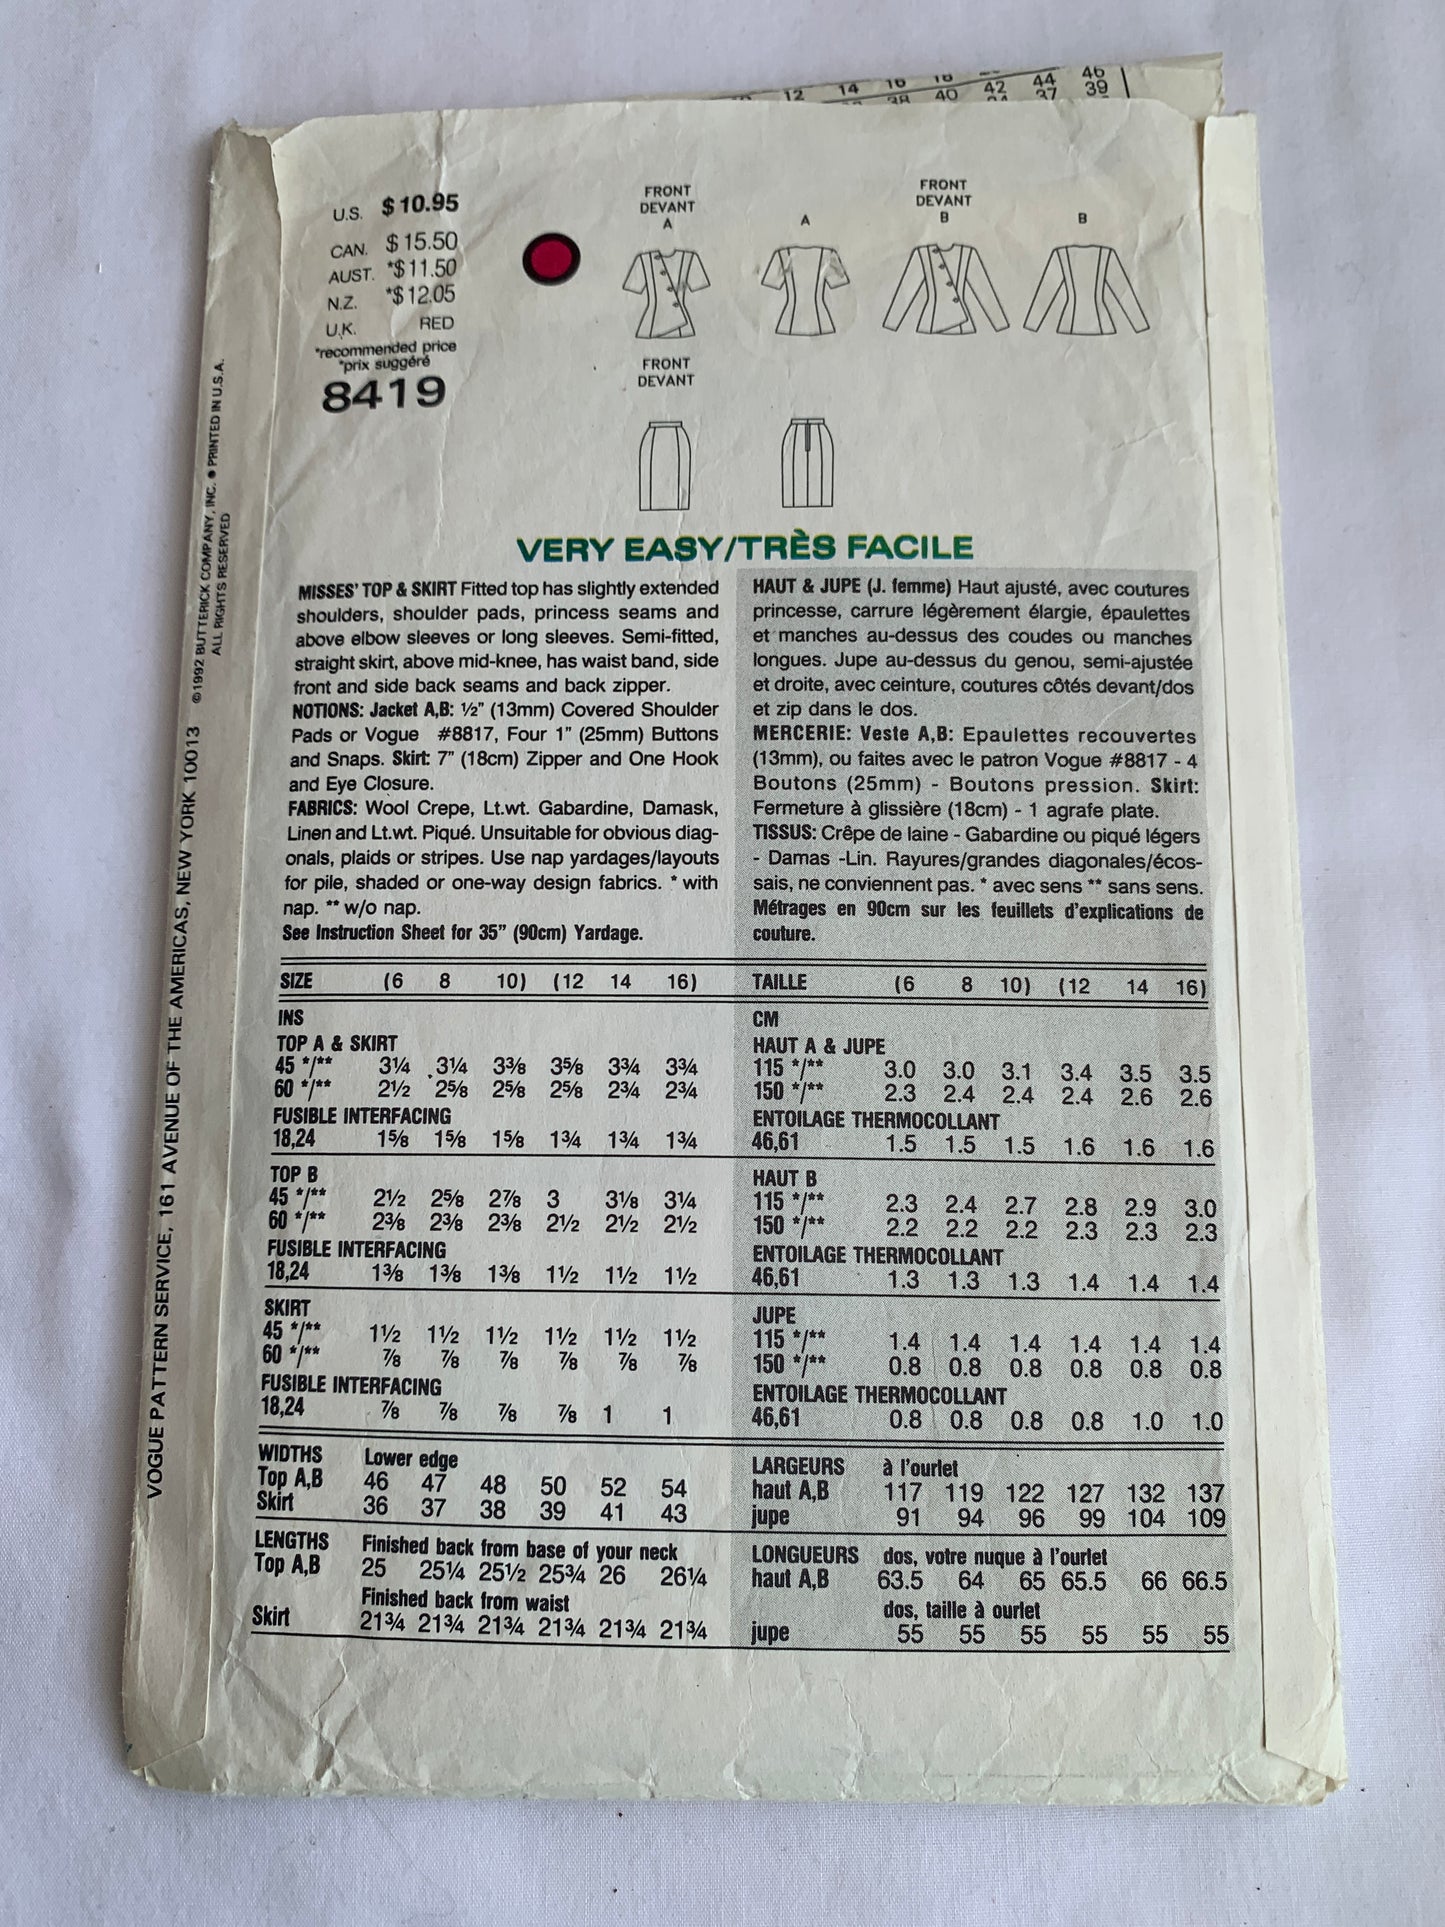 12 14 16 18 44 46
38 40 42 37 39
U.S. $10.95
CAN. $15.50
AUST. *$11.50
N.Z. *$12.05
U.K. RED
*recommended price
*prix suggéré
8419
FRONT
DEVANT
A
A
FRONT
DEVANT
B
B
FRONT
DEVANT
©1992 BUTTERICK COMPANY, INC. ● PRINTED IN U.S.A.
ALL RIGHTS RESERVED
VOGUE PATTERN SERVICE, 161 AVENUE OF THE AMERICAS, NEW YORK 10013
VERY EASY/TRÈS FACILE
MISSES' TOP & SKIRT Fitted top has slightly extended
shoulders, shoulder pads, princess seams and
above elbow sleeves or long sleeves. Semi-fitted,
straight skirt, above mid-knee, has waist band, side
front and side back seams and back zipper.
NOTIONS: Jacket A,B: ½" (13mm) Covered Shoulder
Pads or Vogue #8817, Four 1" (25mm) Buttons
and Snaps. Skirt: 7" (18cm) Zipper and One Hook
and Eye Closure.
FABRICS: Wool Crepe, Lt.wt. Gabardine, Damask,
Linen and Lt.wt. Piqué. Unsuitable for obvious diag-
onals, plaids or stripes. Use nap yardages/layouts
for pile, shaded or one-way design fabrics. * with
nap. ** w/o nap.
See Instruction Sheet for 35" (90cm) Yardage.
HAUT & JUPE (J. femme) Haut ajusté, avec coutures
princesse, carrure légèrement élargie, épaulettes
et manches au-dessus des coudes ou manches
longues. Jupe au-dessus du genou, semi-ajustée
et droite, avec ceinture, coutures côtés devant/dos
et zip dans le dos.
MERCERIE: Veste A,B: Epaulettes recouvertes
(13mm), ou faites avec le patron Vogue #8817 - 4
Boutons (25mm) - Boutons pression. Skirt:
Fermeture à glissière (18cm) - 1 agrafe plate.
TISSUS: Crêpe de laine - Gabardine ou piqué légers
- Damas -Lin. Rayures/grandes diagonales/écos-
sais, ne conviennent pas. * avec sens ** sans sens.
Métrages en 90cm sur les feuillets d'explications de
couture.
SIZE (6 8 10) (12 14 16)
INS
TOP A & SKIRT
45 */** 3¼ 3¼ 3⅜ 3⅝ 3¾ 3¾
60 */** 2½ 2⅝ 2⅝ 2⅝ 2¾ 2¾
FUSIBLE INTERFACING
18,24 1⅝ 1⅝ 1⅝ 1¾ 1¾ 1¾
TOP B
45 */** 2½ 2⅝ 2⅞ 3 3⅛ 3¼
60 */** 2⅜ 2⅜ 2⅜ 2½ 2½ 2½
FUSIBLE INTERFACING
18,24 1⅜ 1⅜ 1⅜ 1½ 1½ 1½
SKIRT
45 */** 1½ 1½ 1½ 1½ 1½ 1½
60 */** ⅞ ⅞ ⅞ ⅞ ⅞ ⅞
FUSIBLE INTERFACING
18,24 ⅞ ⅞ ⅞ ⅞ 1 1
WIDTHS Lower edge
Top A,B 46 47 48 50 52 54
Skirt 36 37 38 39 41 43
LENGTHS Finished back from base of your neck
Top A,B 25 25¼ 25½ 25¾ 26 26¼
Finished back from waist
Skirt 21¾ 21¾ 21¾ 21¾ 21¾ 21¾
TAILLE (6 8 10) (12 14 16)
CM
HAUT A & JUPE
115 */** 3.0 3.0 3.1 3.4 3.5 3.5
150 */** 2.3 2.4 2.4 2.4 2.6 2.6
ENTOILAGE THERMOCOLLANT
46,61 1.5 1.5 1.5 1.6 1.6 1.6
HAUT B
115 */** 2.3 2.4 2.7 2.8 2.9 3.0
150 */** 2.2 2.2 2.2 2.3 2.3 2.3
ENTOILAGE THERMOCOLLANT
46,61 1.3 1.3 1.3 1.4 1.4 1.4
JUPE
115 */** 1.4 1.4 1.4 1.4 1.4 1.4
150 */** 0.8 0.8 0.8 0.8 0.8 0.8
ENTOILAGE THERMOCOLLANT
46,61 0.8 0.8 0.8 0.8 1.0 1.0
LARGEURS à l'ourlet
haut A,B 117 119 122 127 132 137
jupe 91 94 96 99 104 109
LONGUEURS dos, votre nuque à l'ourlet
haut A,B 63.5 64 65 65.5 66 66.5
dos, taille à ourlet
jupe 55 55 55 55 55 55